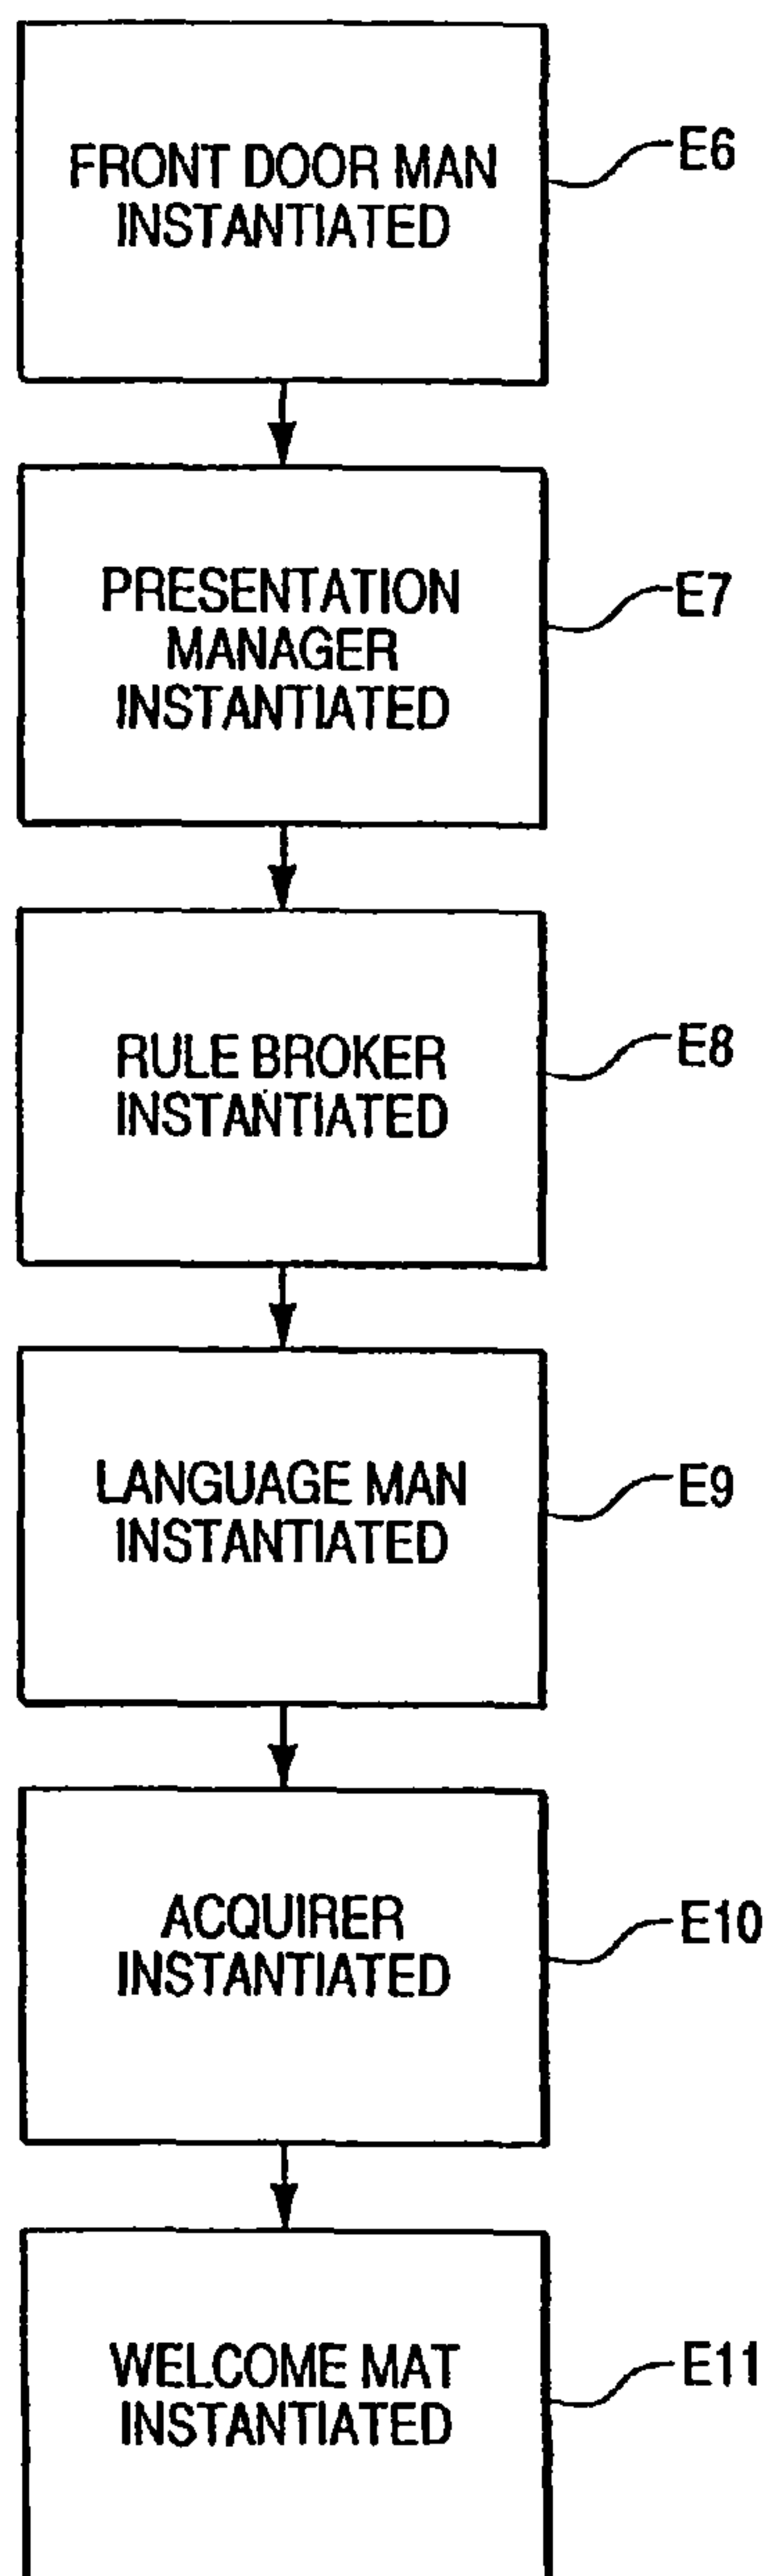 FRONT DOOR MAN
INSTANTIATED
E6
PRESENTATION
MANAGER
INSTANTIATED
E7
RULE BROKER
INSTANTIATED
E8
LANGUAGE MAN
INSTANTIATED
E9
ACQUIRER
INSTANTIATED
E10
WELCOME MAT
INSTANTIATED
E11